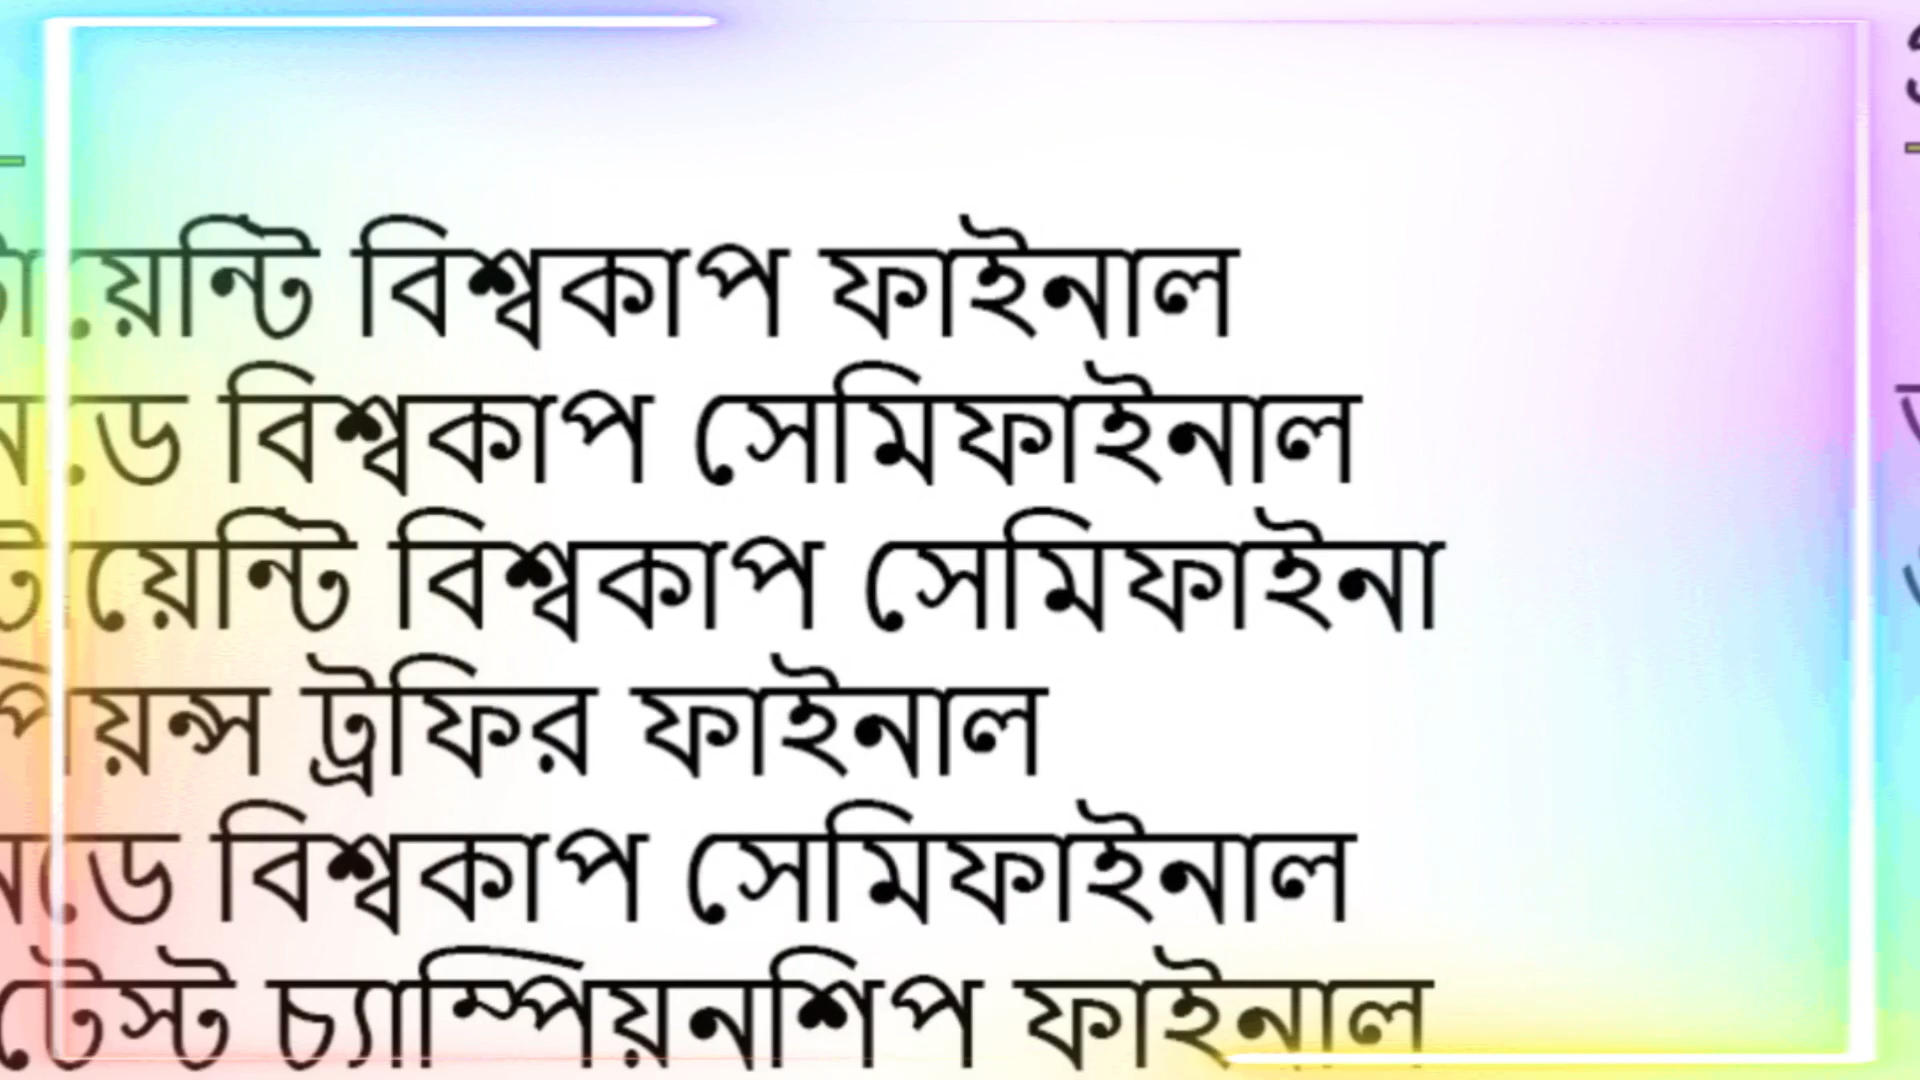 বিশ্বকাপ ফাইনাল
বিশ্বকাপ সেমিফাইনাল
বিশ্বকাপ সেমিফাইনা
ট্রফির ফাইনাল
বিশ্বকাপ সেমিফাইনাল
টেস্ট চ্যাম্পিয়নশিপ ফাইনাল